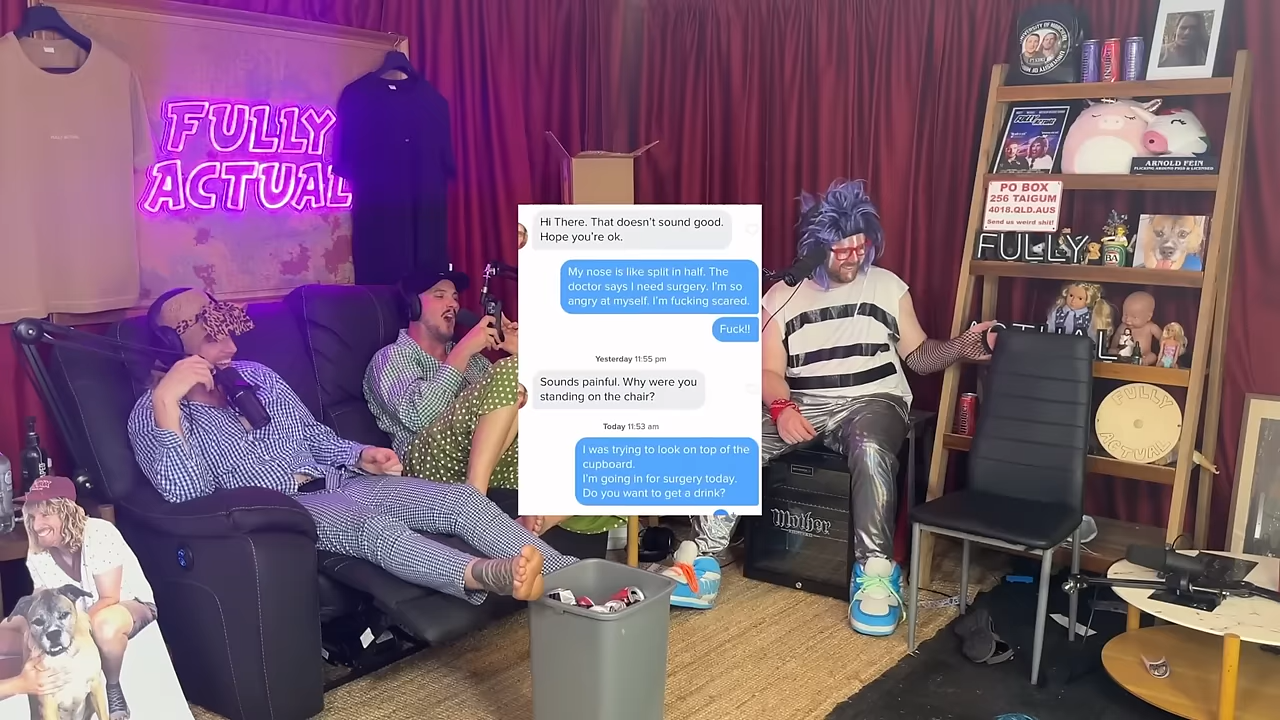 FULLY
ACTUAL
Hi There. That doesn't sound good.
Hope you're ok.
My nose is like split in half. The
doctor says I need surgery. I'm so
angry at myself. I'm fucking scared.
Fuck!!
Yesterday 11:55 pm
Sounds painful. Why were you
standing on the chair?
Today 11:53 am
I was trying to look on top of the
cupboard.
I'm going in for surgery today.
Do you want to get a drink?
Mother
ARNOLD FEIN
PO BOX
256 TAIGUM
4018.QLD.AUS
Send us weird shit!
FULLY
BA
ACTUAL
FULLY
ACTUAL